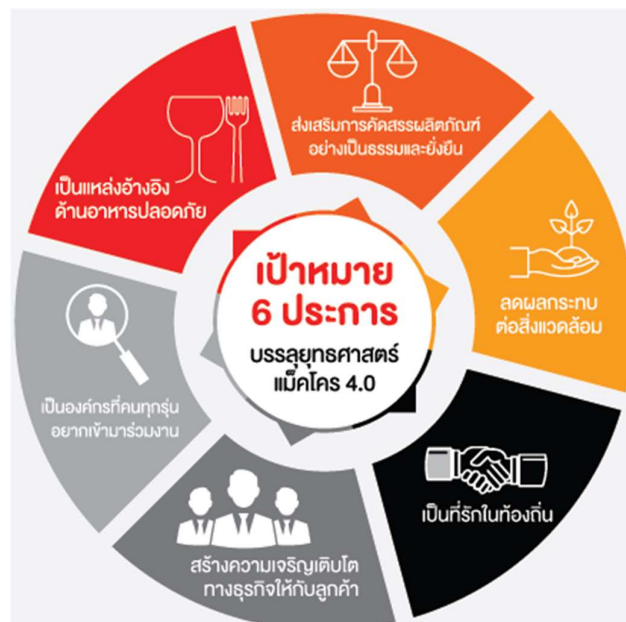 เป้าหมาย
6 ประการ
บรรลุยุทธศาสตร์
แม็คโคร 4.0
เป็นแหล่งอ้างอิง
ด้านอาหารปลอดภัย
ส่งเสริมการคัดสรรผลิตภัณฑ์
อย่างเป็นธรรมและยั่งยืน
ลดผลกระทบ
ต่อสิ่งแวดล้อม
เป็นที่รักในท้องถิ่น
สร้างความเจริญเติบโต
ทางธุรกิจให้กับลูกค้า
เป็นองค์กรที่คนทุกรุ่น
อยากเข้ามาร่วมงาน